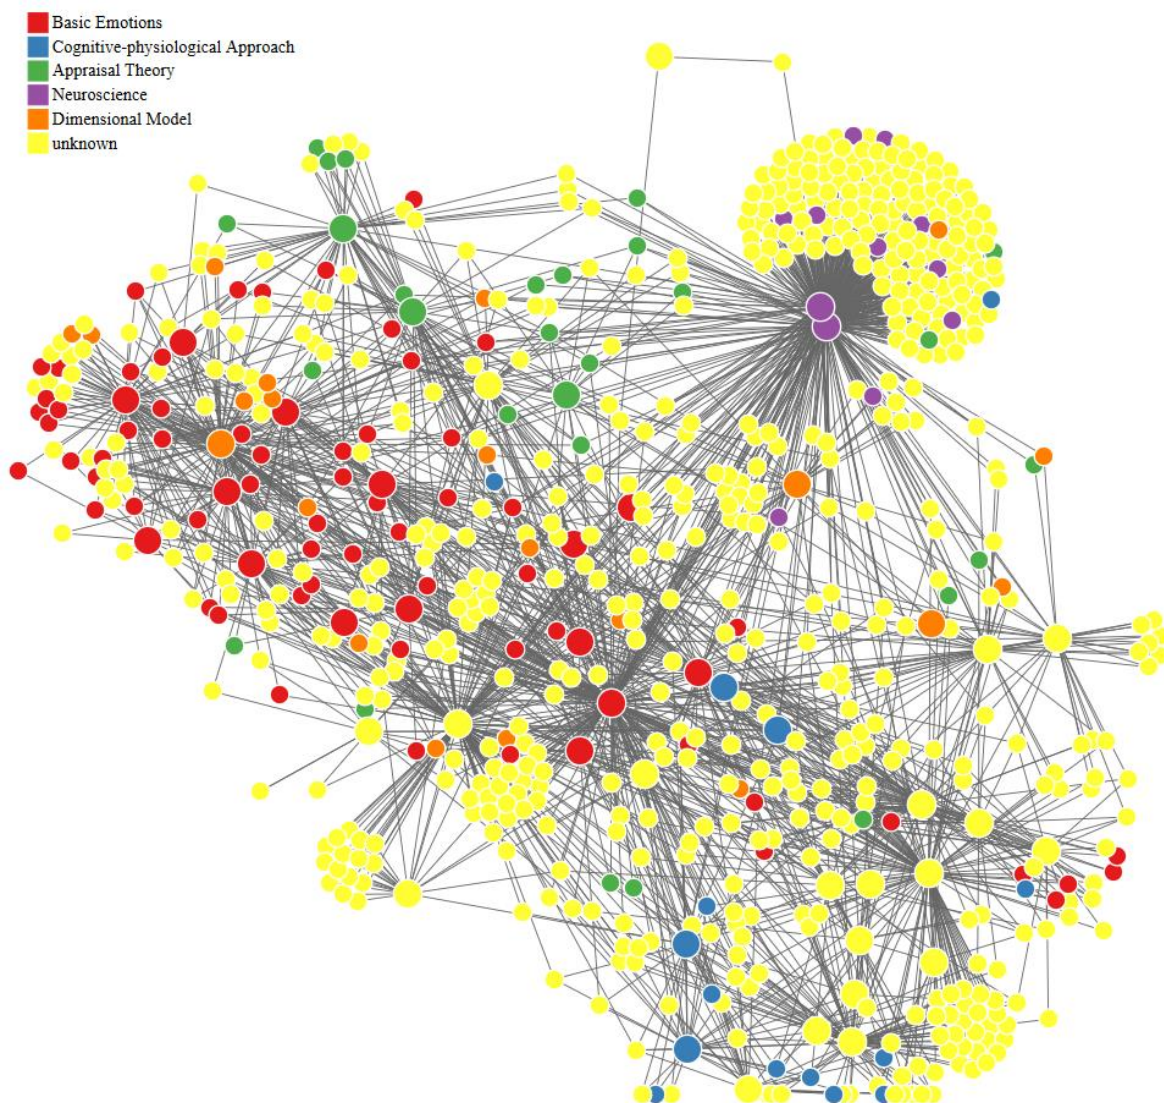 Basic Emotions
Cognitive-physiological Approach
Appraisal Theory
Neuroscience
Dimensional Model
unknown